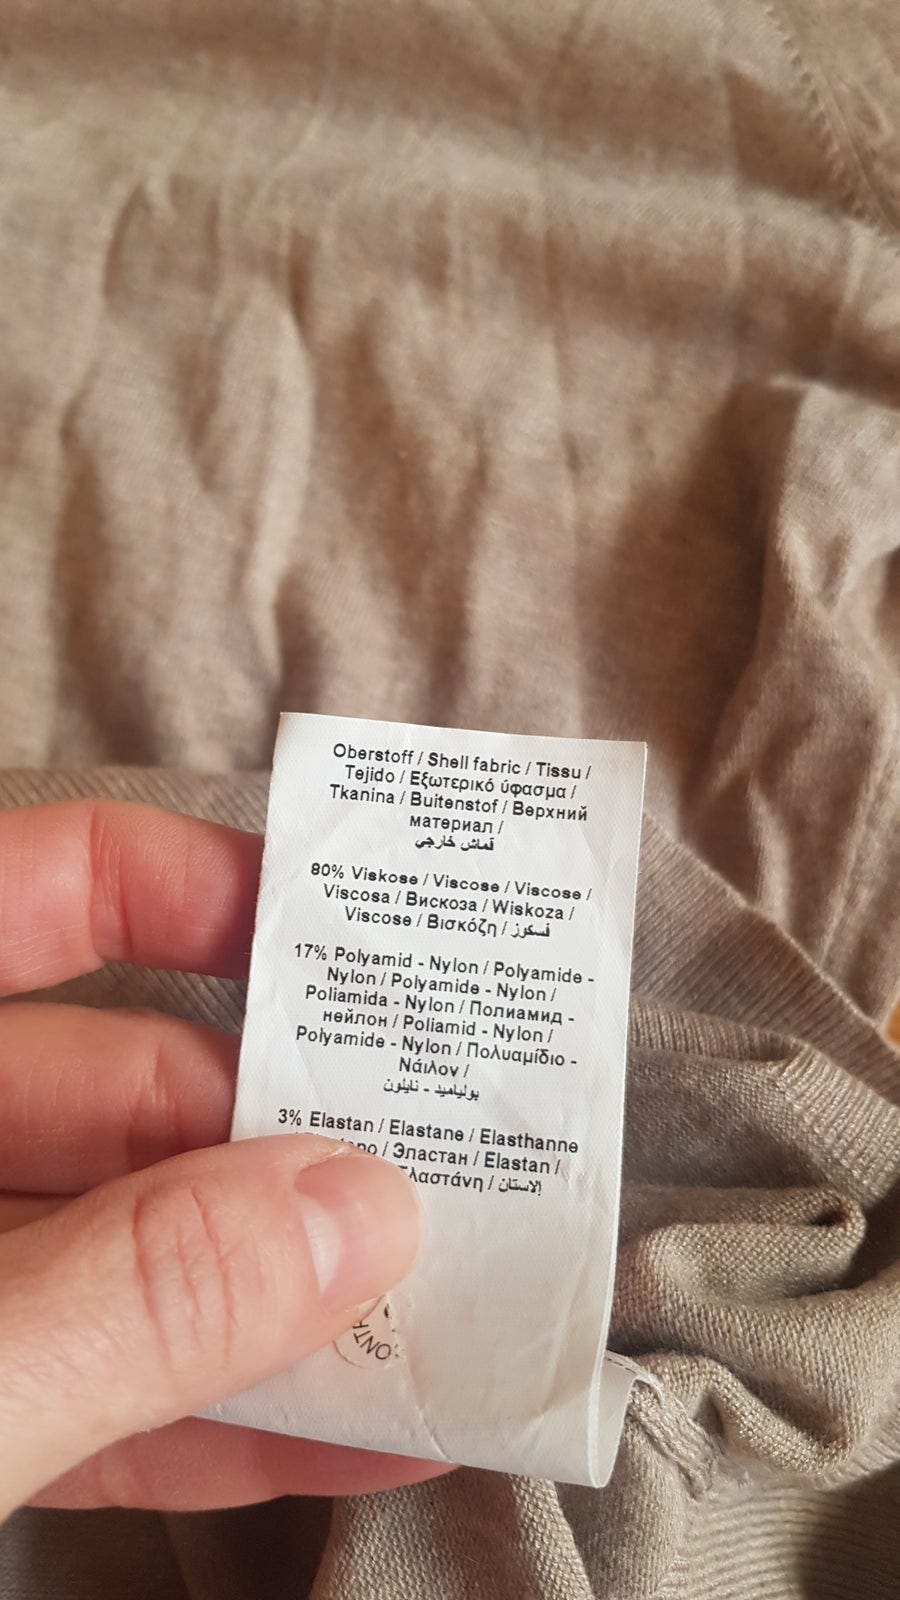 Oberstoff / Shell fabric / Tissu /
Tejido / Εξωτερικό ύφασμα /
Tkanina / Buitenstof / Верхний
материал /
قماش خارجي
80% Viskose / Viscose / Viscose /
Viscosa / Вискоза / Wiskoza /
Viscose / Βισκόζη / فسكوز
17% Polyamid - Nylon / Polyamide -
Nylon / Polyamide - Nylon /
Poliamida - Nylon / Полиамид -
нейлон / Poliamid - Nylon /
Polyamide - Nylon / Πολυαμίδιο -
Νάιλον /
بولياميد - نايلون
3% Elastan / Elastane / Elasthanne
/ Эластан / Elastan /
/ إلاستان